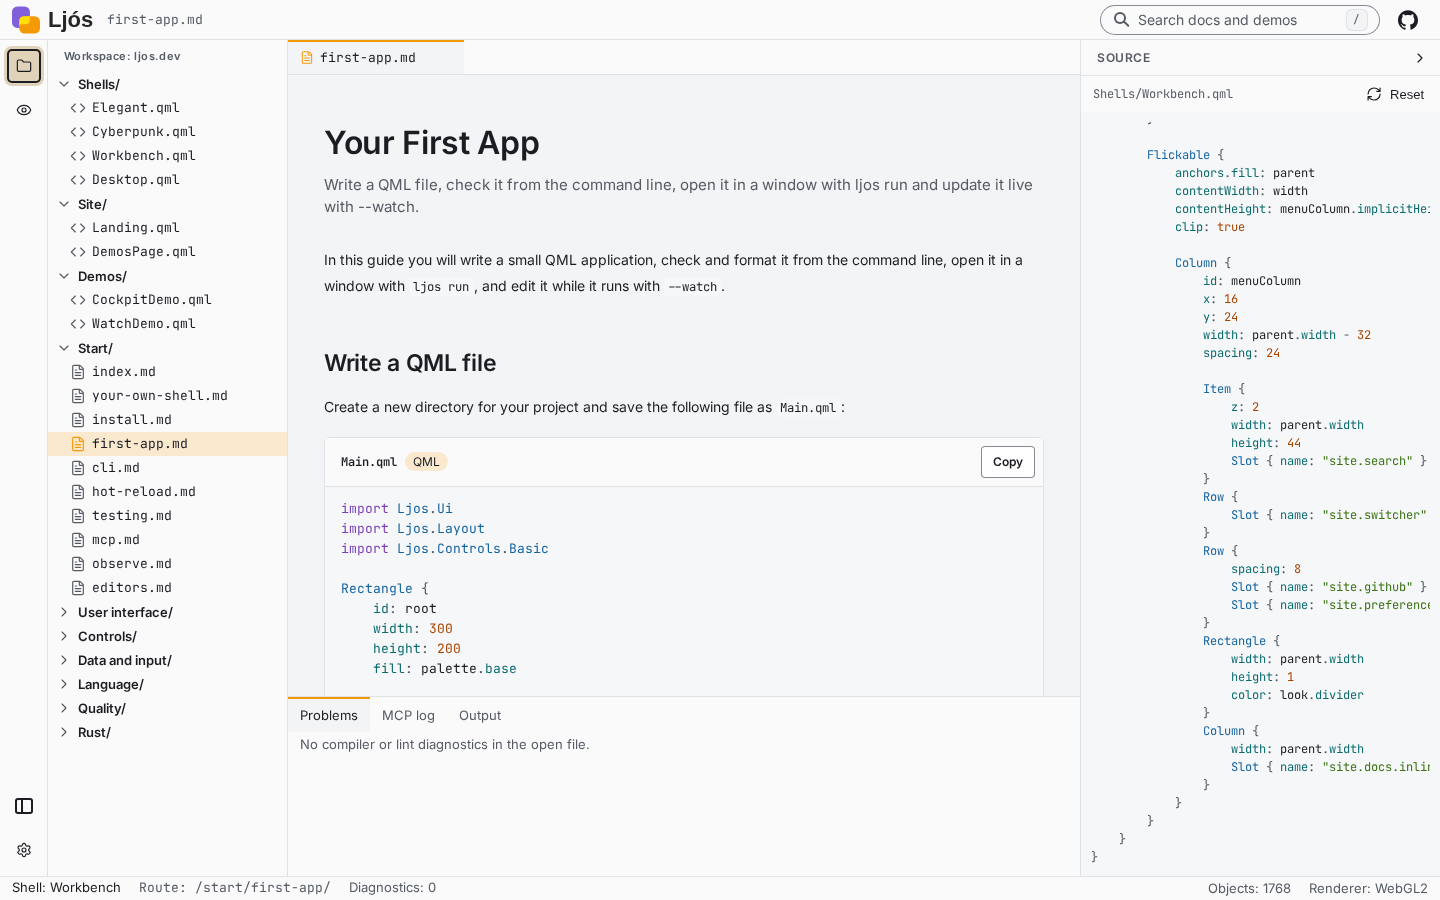 Ljós first-app.md
Search docs and demos /
Workspace: ljos.dev
Shells/
Elegant.qml
Cyberpunk.qml
Workbench.qml
Desktop.qml
Site/
Landing.qml
DemosPage.qml
Demos/
CockpitDemo.qml
WatchDemo.qml
Start/
index.md
your-own-shell.md
install.md
first-app.md
cli.md
hot-reload.md
testing.md
mcp.md
observe.md
editors.md
User interface/
Controls/
Data and input/
Language/
Quality/
Rust/
first-app.md
Your First App
Write a QML file, check it from the command line, open it in a window with ljos run and update it live
with --watch.
In this guide you will write a small QML application, check and format it from the command line, open it in a
window with ljos run, and edit it while it runs with --watch.
Write a QML file
Create a new directory for your project and save the following file as Main.qml:
Main.qml QML Copy
import Ljos.Ui
import Ljos.Layout
import Ljos.Controls.Basic
Rectangle {
id: root
width: 300
height: 200
fill: palette.base
Problems MCP log Output
No compiler or lint diagnostics in the open file.
SOURCE
Shells/Workbench.qml Reset
Flickable {
anchors.fill: parent
contentWidth: width
contentHeight: menuColumn.implicitHei
clip: true
Column {
id: menuColumn
x: 16
y: 24
width: parent.width - 32
spacing: 24
Item {
z: 2
width: parent.width
height: 44
Slot { name: "site.search" }
}
Row {
Slot { name: "site.switcher"
}
Row {
spacing: 8
Slot { name: "site.github" }
Slot { name: "site.preference
}
Rectangle {
width: parent.width
height: 1
color: look.divider
}
Column {
width: parent.width
Slot { name: "site.docs.inlin
}
}
}
}
}
Shell: Workbench Route: /start/first-app/ Diagnostics: 0
Objects: 1768 Renderer: WebGL2